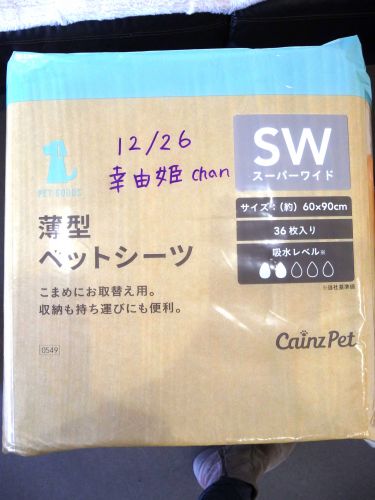 12/26
幸由姫 chan
PET GOODS
SW
スーパーワイド
サイズ：(約) 60×90cm
36枚入り
吸水レベル※
※当社基準値
薄型
ペットシーツ
こまめにお取替え用。
収納も持ち運びにも便利。
0549
CainzPet